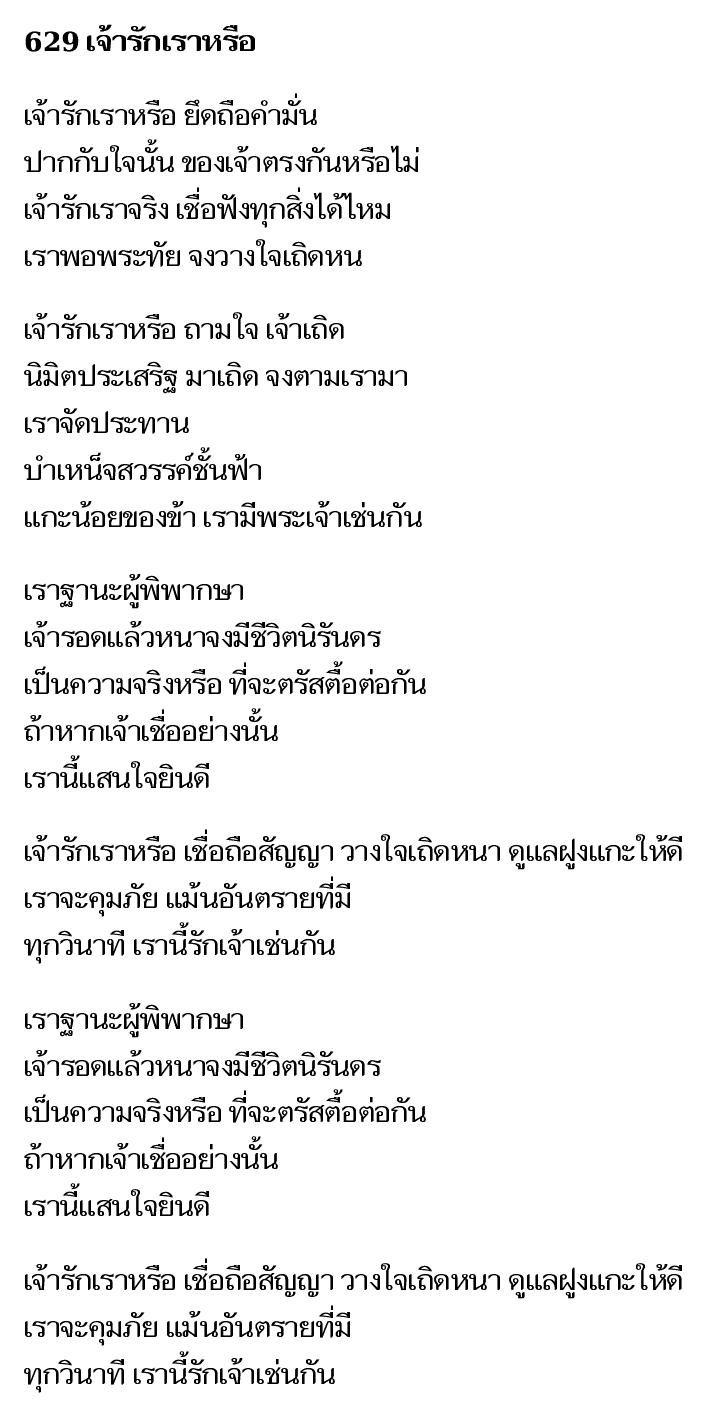 629 เจ้ารักเราหรือ
เจ้ารักเราหรือ ยึดถือคำมั่น
ปากกับใจนั้น ของเจ้าตรงกันหรือไม่
เจ้ารักเราจริง เชื่อฟังทุกสิ่งได้ไหม
เราพอพระทัย จงวางใจเถิดหน
เจ้ารักเราหรือ ถามใจ เจ้าเถิด
นิมิตประเสริฐ มาเถิด จงตามเรามา
เราจัดประทาน
บำเหน็จสวรรค์ชั้นฟ้า
แกะน้อยของข้า เรามีพระเจ้าเช่นกัน
เราฐานะผู้พิพากษา
เจ้ารอดแล้วหนาจงมีชีวิตนิรันดร
เป็นความจริงหรือ ที่จะตรัสตื้อต่อกัน
ถ้าหากเจ้าเชื่ออย่างนั้น
เรานี้แสนใจยินดี
เจ้ารักเราหรือ เชื่อถือสัญญา วางใจเถิดหนา ดูแลฝูงแกะให้ดี
เราจะคุมภัย แม้นอันตรายที่มี
ทุกวินาที เรานี้รักเจ้าเช่นกัน
เราฐานะผู้พิพากษา
เจ้ารอดแล้วหนาจงมีชีวิตนิรันดร
เป็นความจริงหรือ ที่จะตรัสตื้อต่อกัน
ถ้าหากเจ้าเชื่ออย่างนั้น
เรานี้แสนใจยินดี
เจ้ารักเราหรือ เชื่อถือสัญญา วางใจเถิดหนา ดูแลฝูงแกะให้ดี
เราจะคุมภัย แม้นอันตรายที่มี
ทุกวินาที เรานี้รักเจ้าเช่นกัน